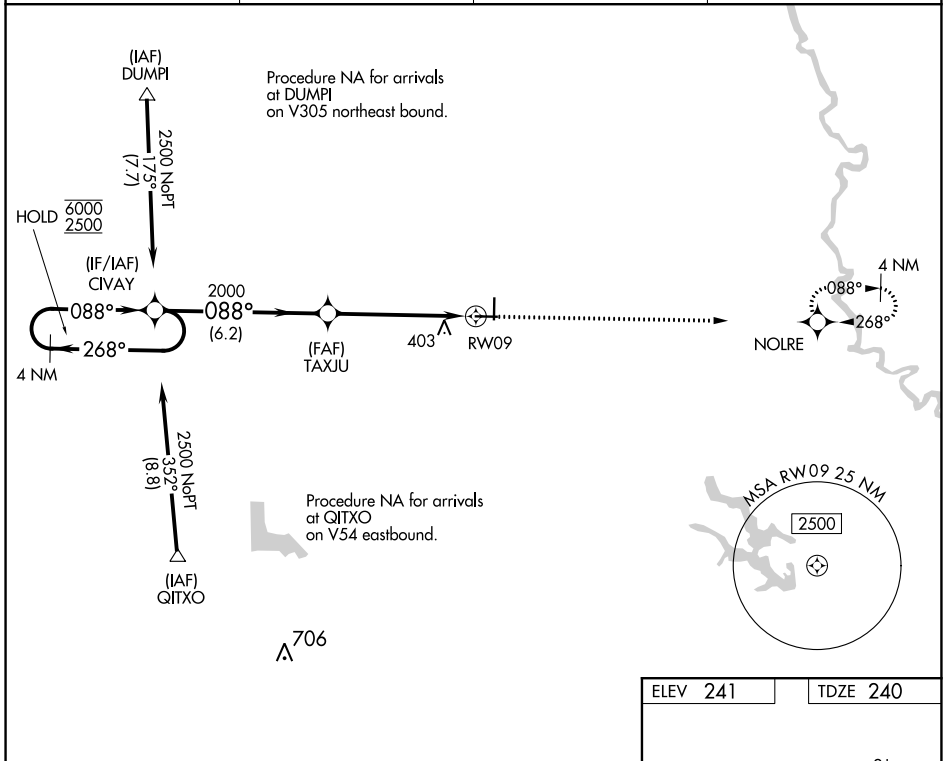 (IAF)
DUMPI
Procedure NA for arrivals
at DUMPI
on V305 northeast bound.
2500 NoPT
175°
(7.7)
HOLD 6000
2500
(IF/IAF)
CIVAY
088°
2000
088°
(6.2)
268°
4 NM
(FAF)
TAXJU
403
RW09
4 NM
088°
268°
NOLRE
2500 NoPT
352°
(8.8)
Procedure NA for arrivals
at QITXO
on V54 eastbound.
(IAF)
QITXO
MSA RW09 25 NM
2500
706
ELEV 241
TDZE 240